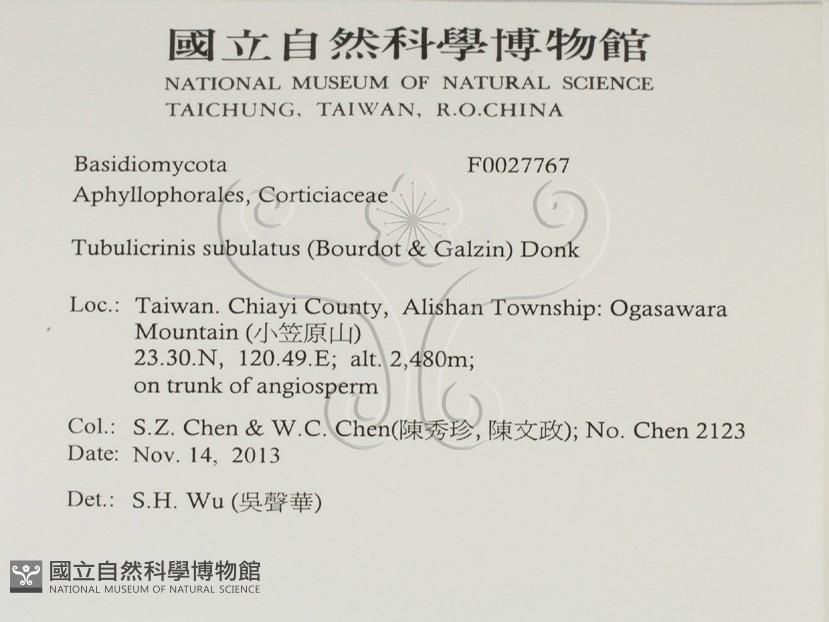 國立自然科學博物館
NATIONAL MUSEUM OF NATURAL SCIENCE
TAICHUNG, TAIWAN, R.O.CHINA
Basidiomycota F0027767
Aphyllophorales, Corticiaceae
Tubulicrinis subulatus (Bourdot & Galzin) Donk
Loc.: Taiwan. Chiayi County, Alishan Township: Ogasawara
Mountain (小笠原山)
23.30.N, 120.49.E; alt. 2,480m;
on trunk of angiosperm
Col.: S.Z. Chen & W.C. Chen(陳秀珍, 陳文政); No. Chen 2123
Date: Nov. 14, 2013
Det.: S.H. Wu (吳聲華)
國立自然科學博物館
NATIONAL MUSEUM OF NATURAL SCIENCE